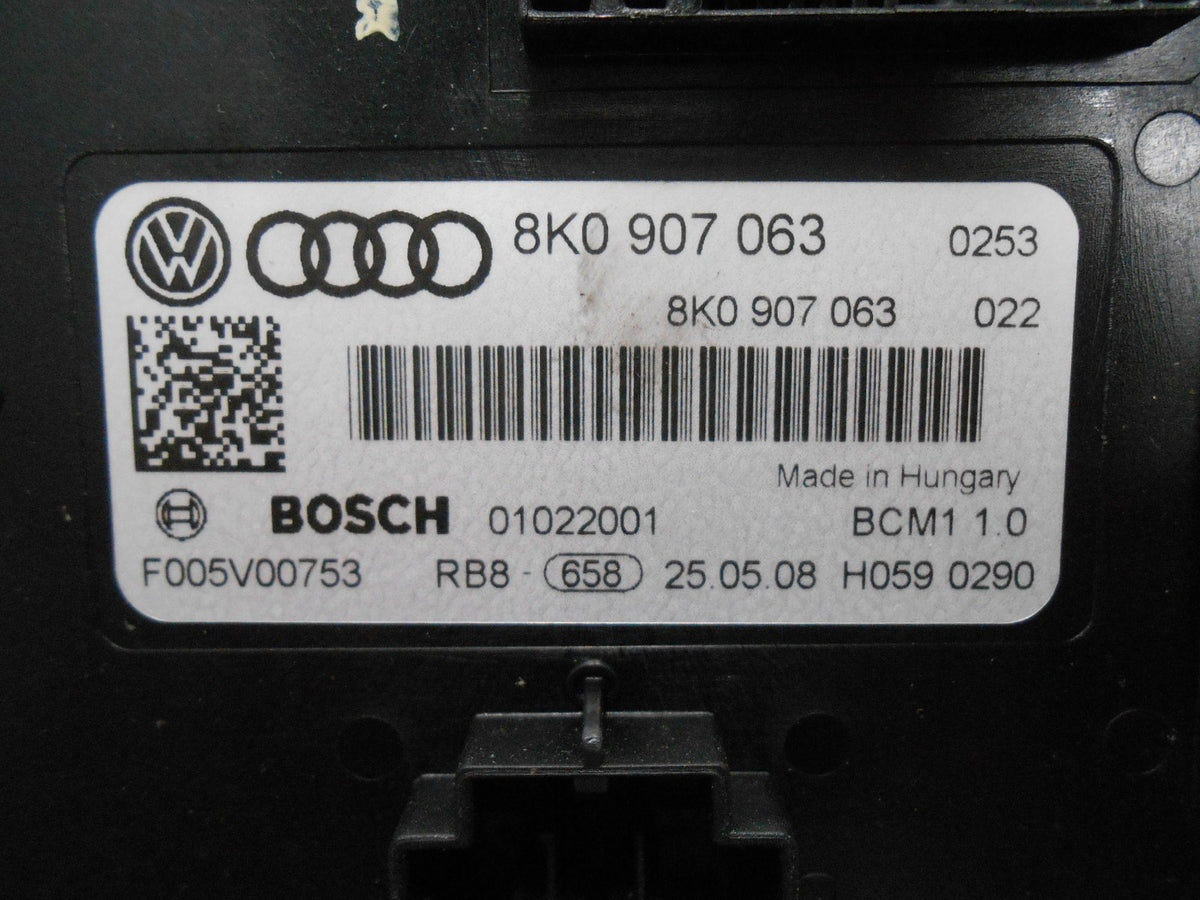 8K0 907 063 0253
8K0 907 063 022
Made in Hungary
BOSCH 01022001 BCM1 1.0
F005V00753 RB8 - 658 25.05.08 H059 0290